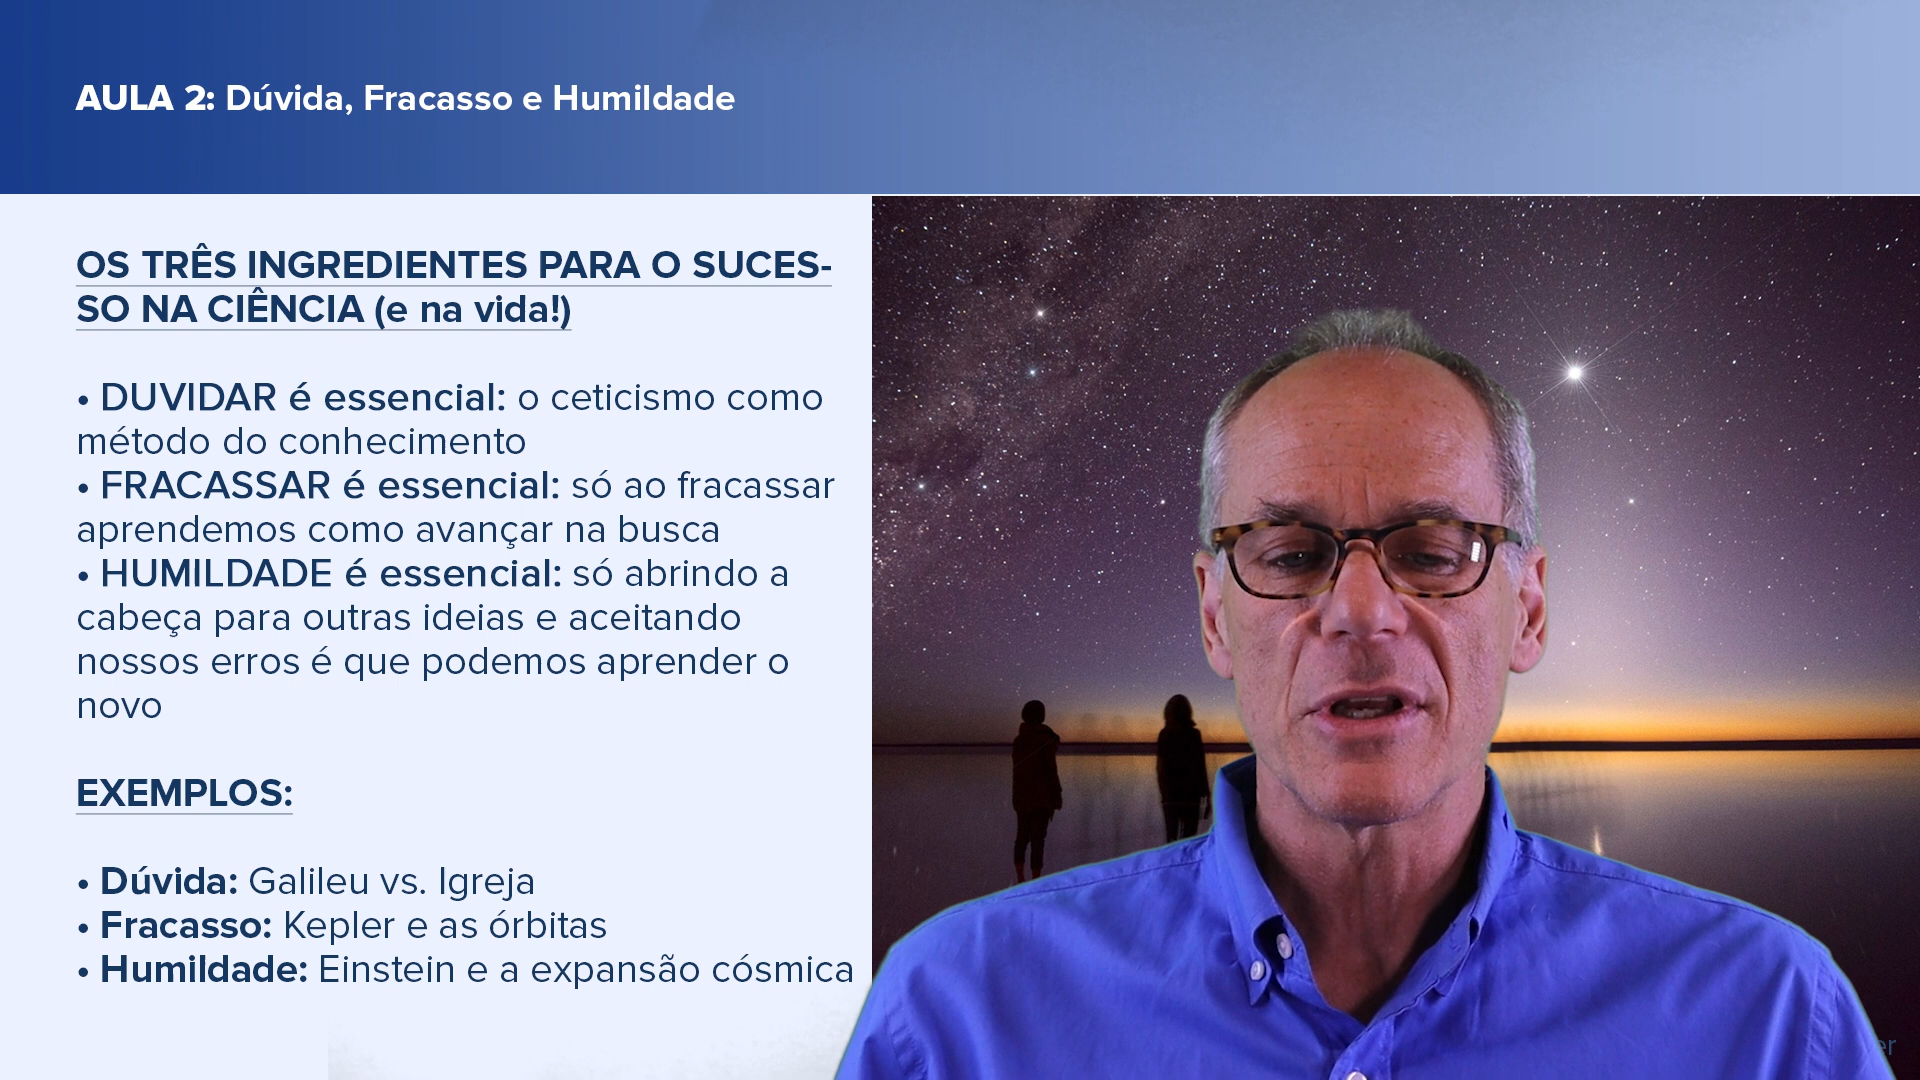 AULA 2: Dúvida, Fracasso e Humildade
OS TRÊS INGREDIENTES PARA O SUCES-
SO NA CIÊNCIA (e na vida!)
• DUVIDAR é essencial: o ceticismo como
método do conhecimento
• FRACASSAR é essencial: só ao fracassar
aprendemos como avançar na busca
• HUMILDADE é essencial: só abrindo a
cabeça para outras ideias e aceitando
nossos erros é que podemos aprender o
novo
EXEMPLOS:
• Dúvida: Galileu vs. Igreja
• Fracasso: Kepler e as órbitas
• Humildade: Einstein e a expansão cósmica